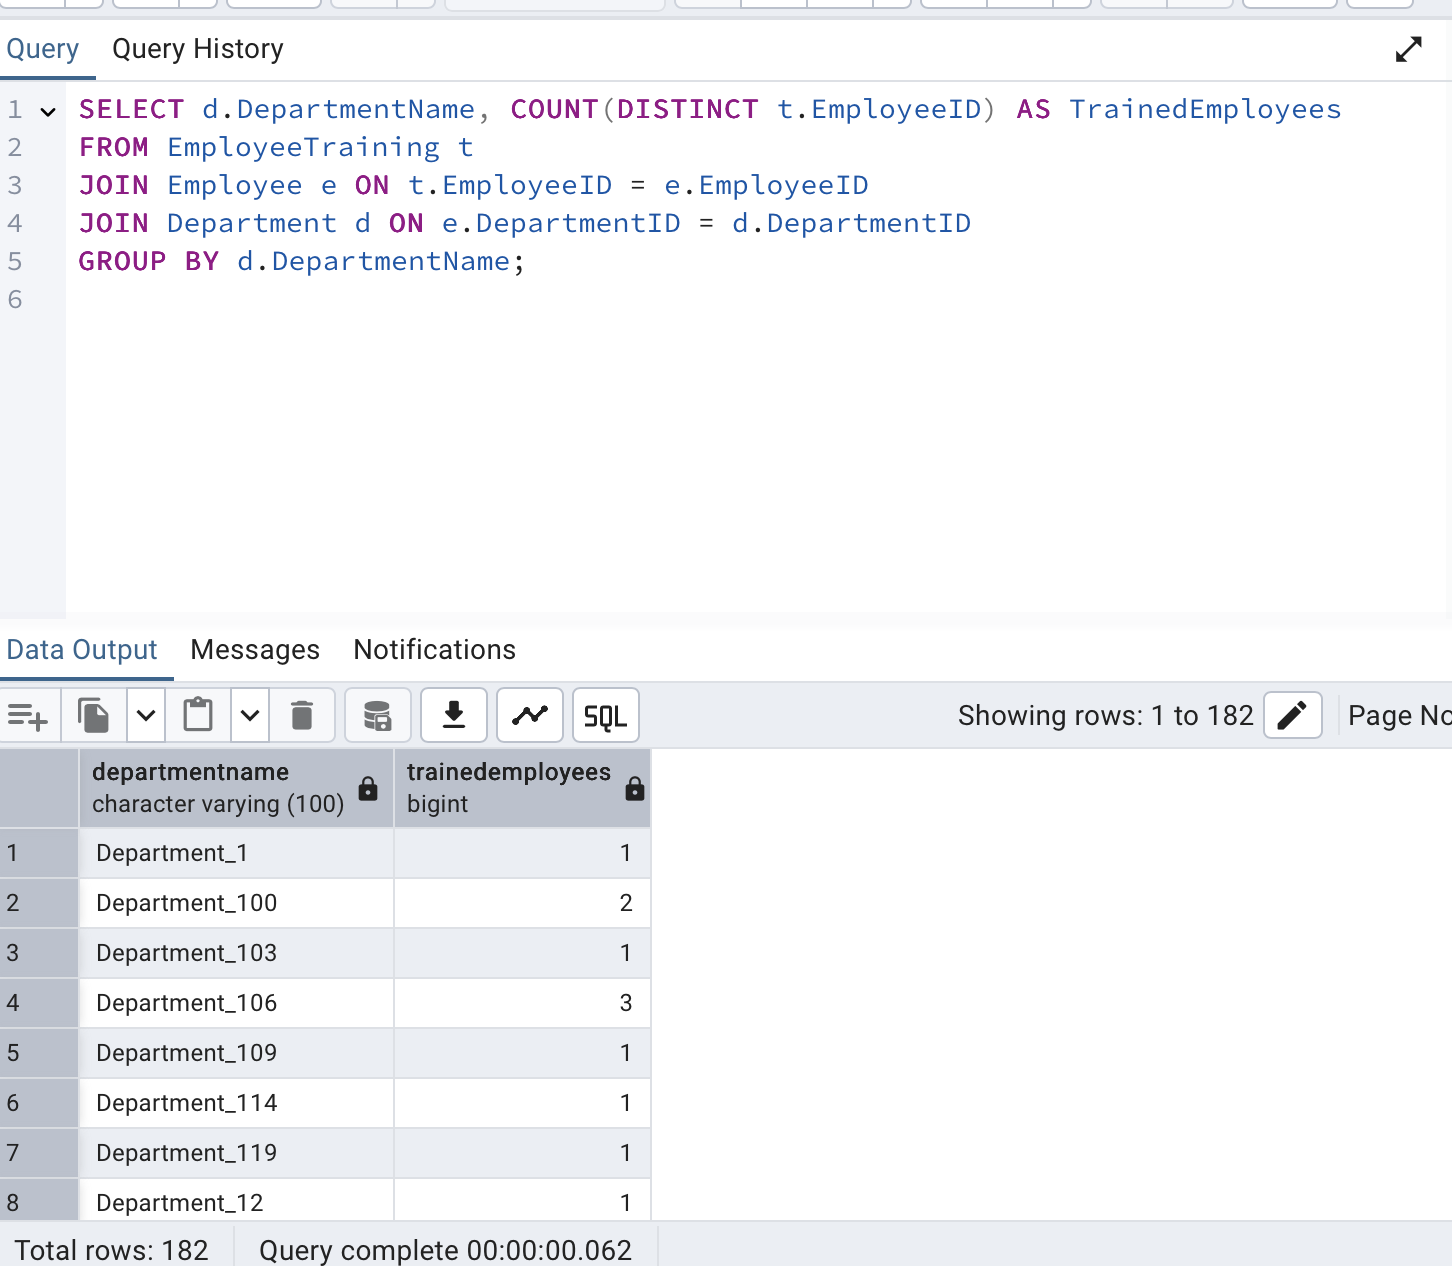 Query Query History
1 SELECT d.DepartmentName, COUNT(DISTINCT t.EmployeeID) AS TrainedEmployees
2 FROM EmployeeTraining t
3 JOIN Employee e ON t.EmployeeID = e.EmployeeID
4 JOIN Department d ON e.DepartmentID = d.DepartmentID
5 GROUP BY d.DepartmentName;
6
Data Output Messages Notifications
SQL Showing rows: 1 to 182 Page No
departmentname trainedemployees
character varying (100) bigint
1 Department_1 1
2 Department_100 2
3 Department_103 1
4 Department_106 3
5 Department_109 1
6 Department_114 1
7 Department_119 1
8 Department_12 1
Total rows: 182 Query complete 00:00:00.062